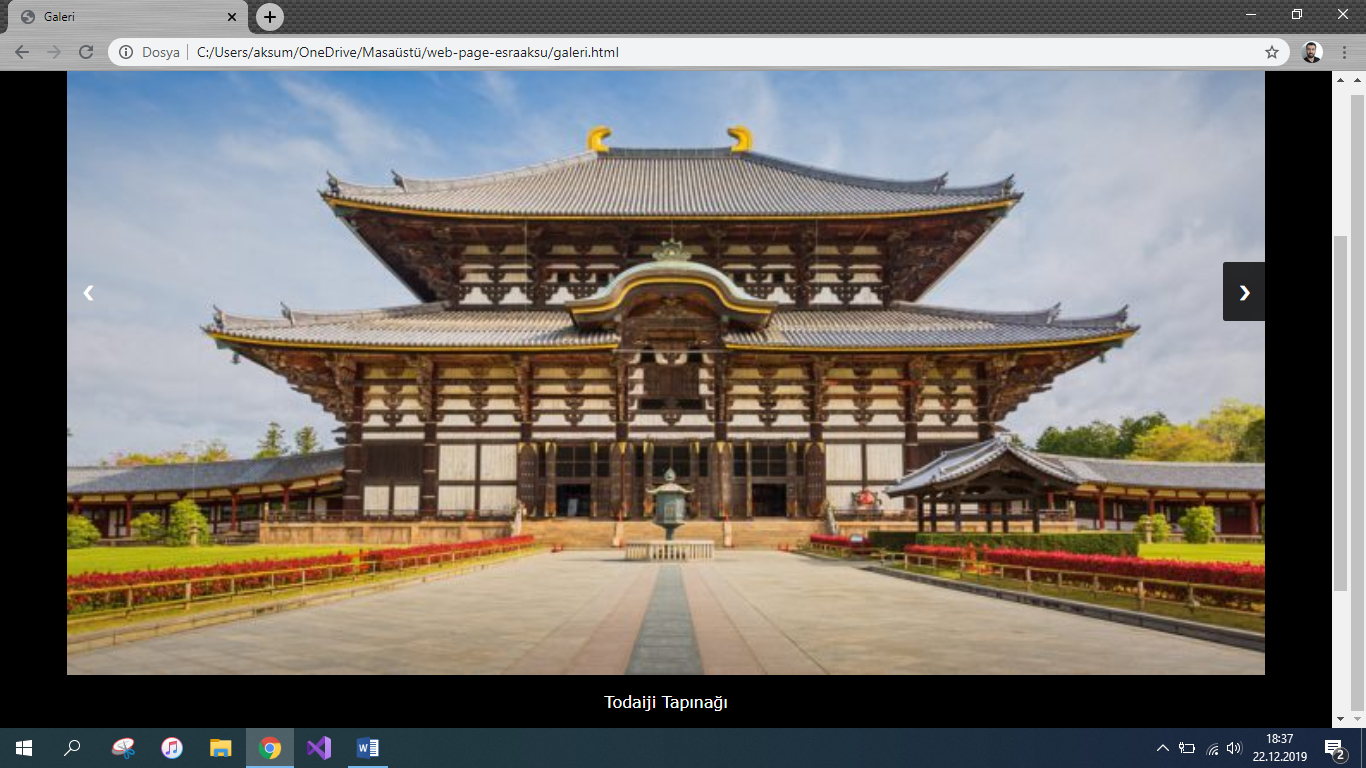 Galeri
Dosya
C:/Users/aksum/OneDrive/Masaüstü/web-page-esraaksu/galeri.html
Todaiji Tapınağı
18:37
22.12.2019
2